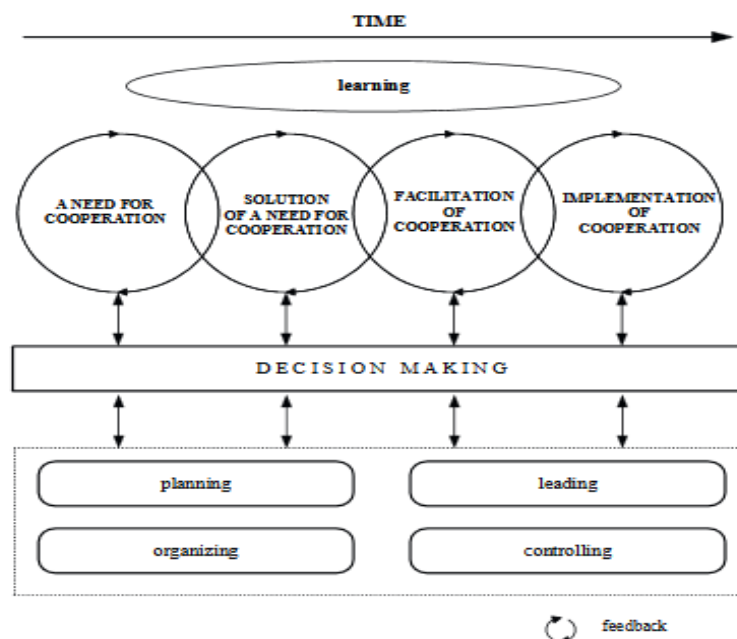 TIME
learning
A NEED FOR
COOPERATION
SOLUTION
OF A NEED FOR
COOPERATION
FACILITATION
OF
COOPERATION
IMPLEMENTATION
OF
COOPERATION
DECISION MAKING
planning
leading
organizing
controlling
feedback